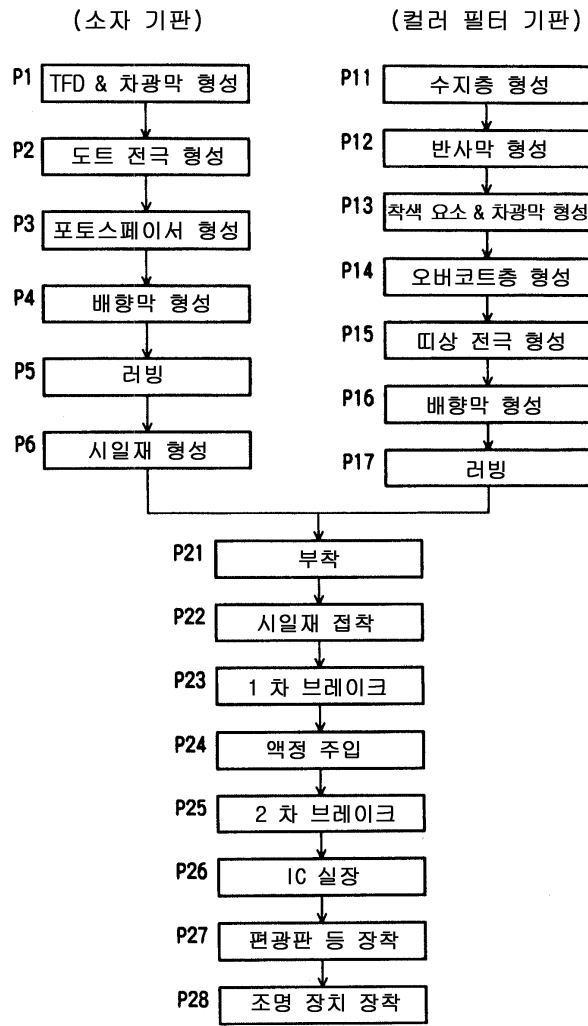 (소자 기판)
P1 TFD & 차광막 형성
P2 도트 전극 형성
P3 포토스페이서 형성
P4 배향막 형성
P5 러빙
P6 시일재 형성
(컬러 필터 기판)
P11 수지층 형성
P12 반사막 형성
P13 착색 요소 & 차광막 형성
P14 오버코트층 형성
P15 띠상 전극 형성
P16 배향막 형성
P17 러빙
P21 부착
P22 시일재 접착
P23 1 차 브레이크
P24 액정 주입
P25 2 차 브레이크
P26 IC 실장
P27 편광판 등 장착
P28 조명 장치 장착